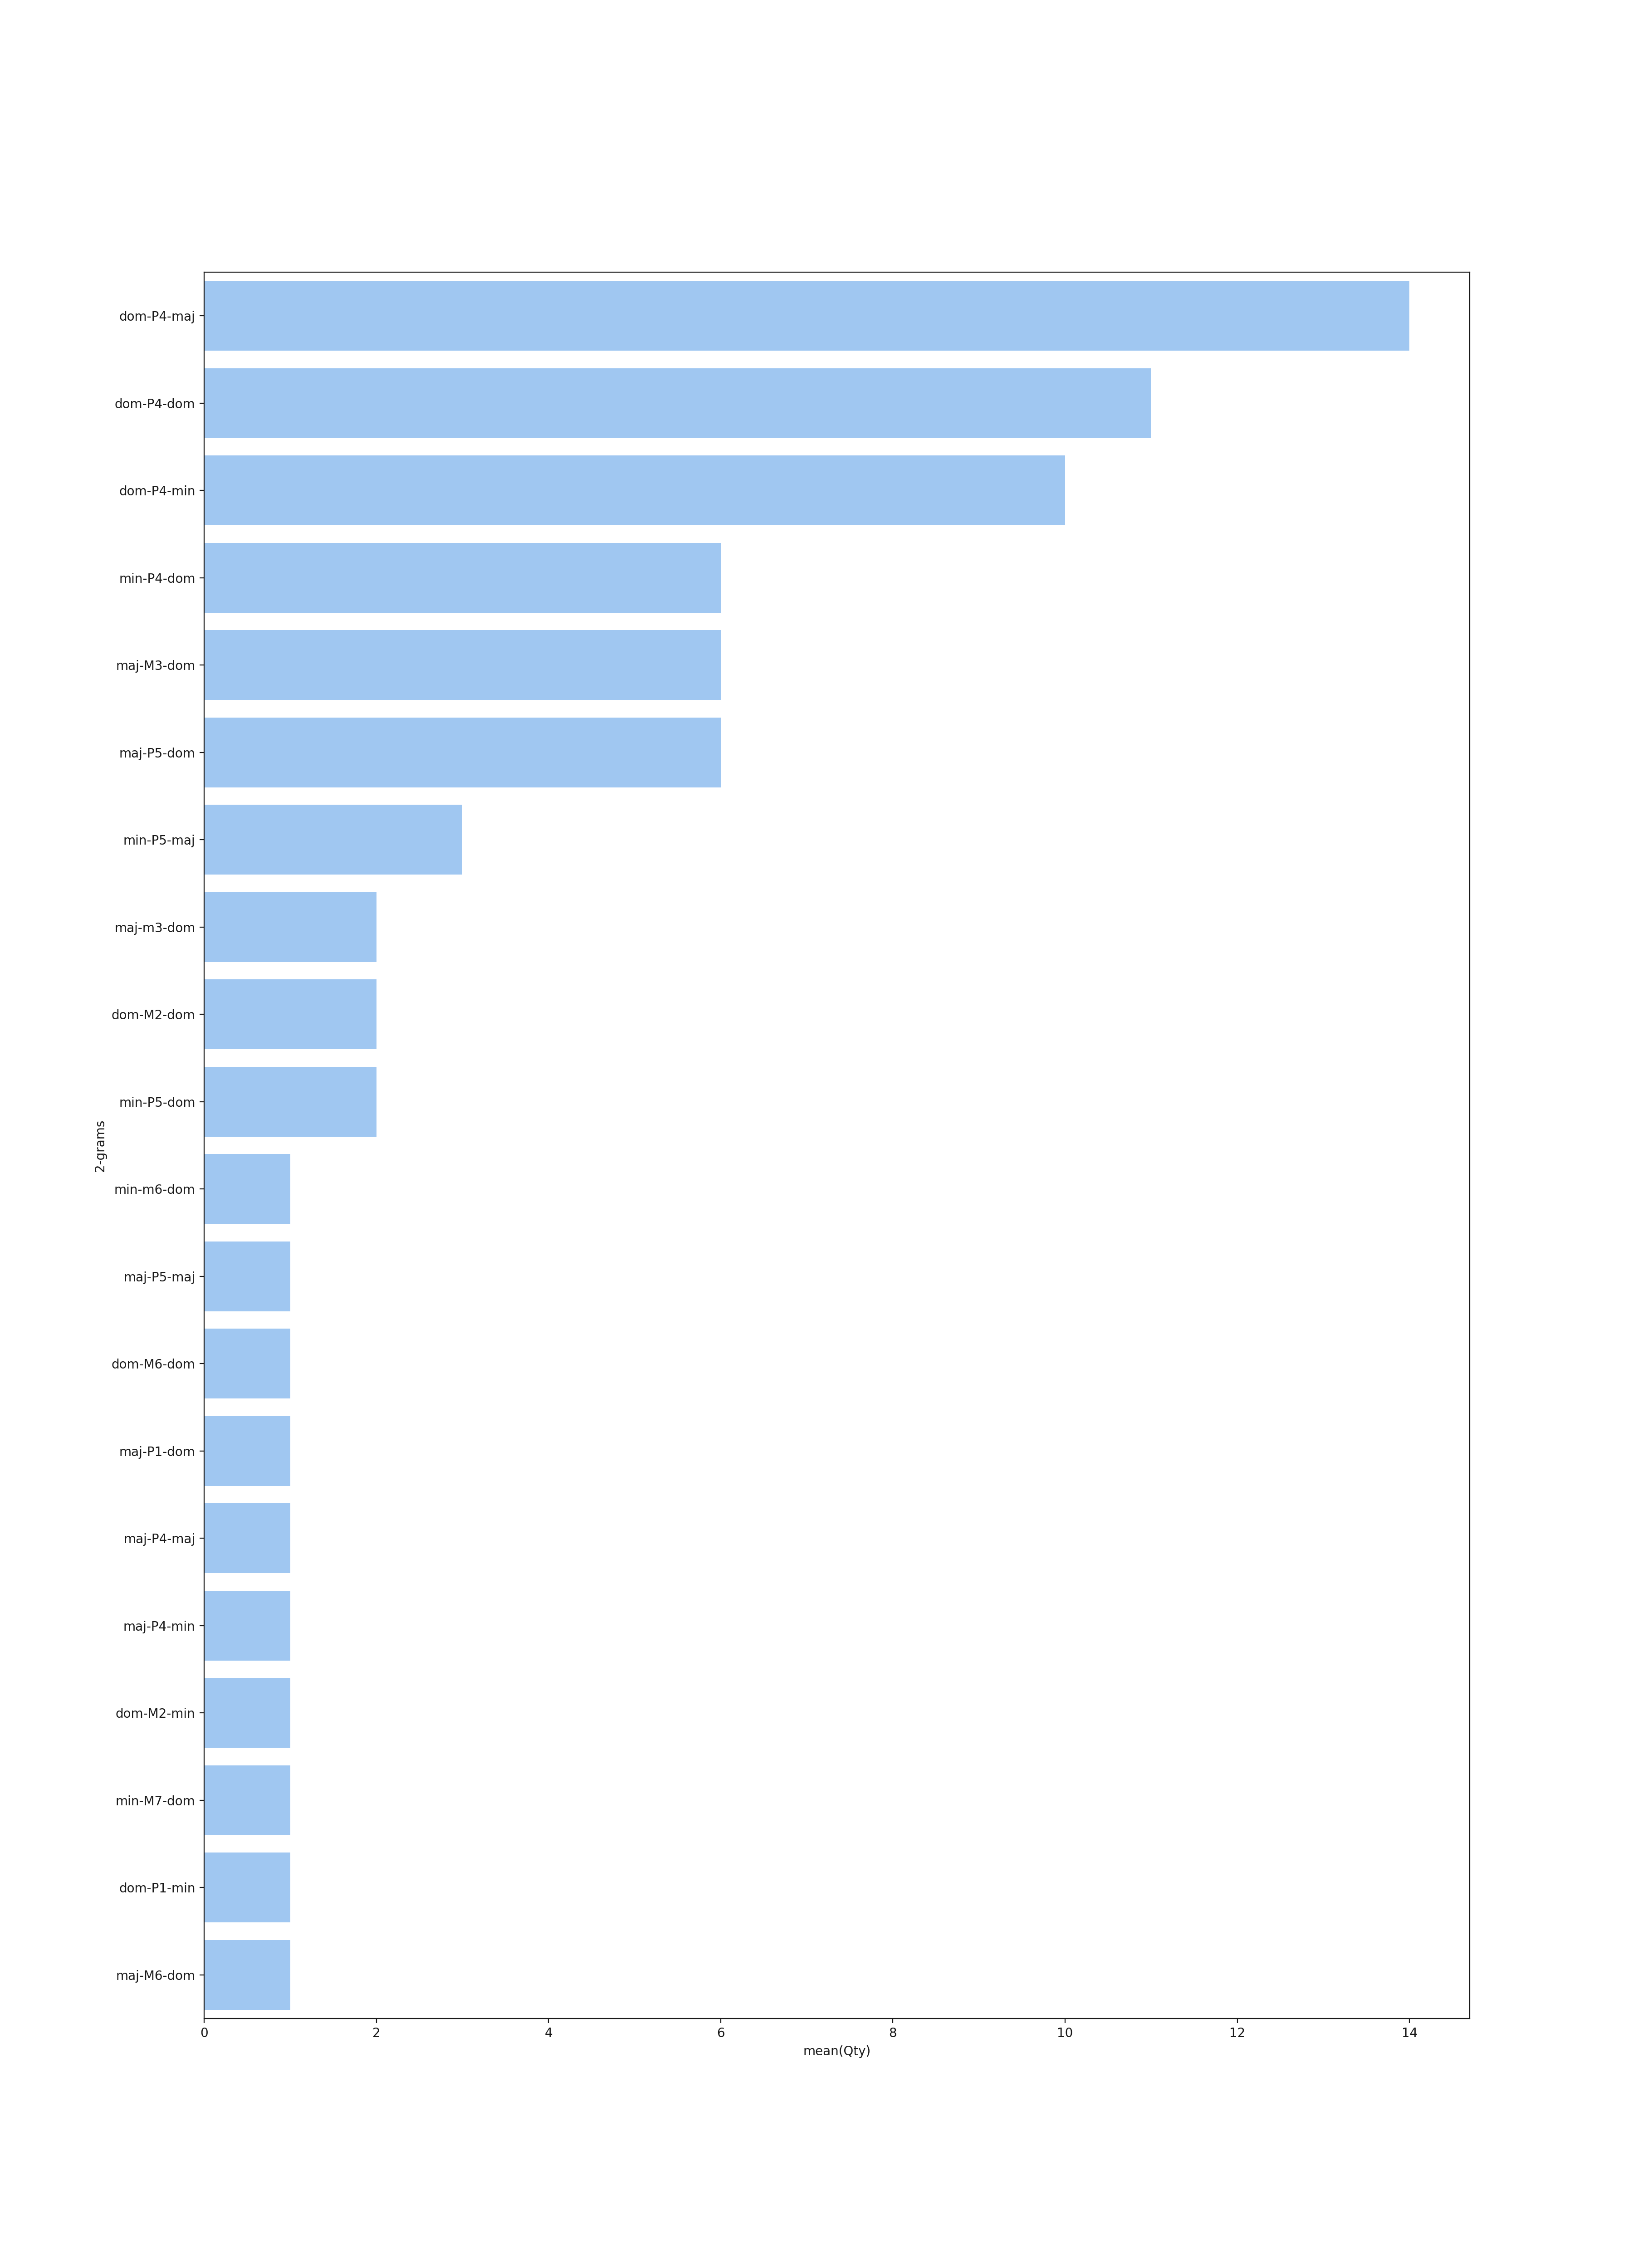 dom-P4-maj
dom-P4-dom
dom-P4-min
min-P4-dom
maj-M3-dom
maj-P5-dom
min-P5-maj
maj-m3-dom
dom-M2-dom
min-P5-dom
2-grams
min-m6-dom
maj-P5-maj
dom-M6-dom
maj-P1-dom
maj-P4-maj
maj-P4-min
dom-M2-min
min-M7-dom
dom-P1-min
maj-M6-dom
0 2 4 6 8 10 12 14
mean(Qty)